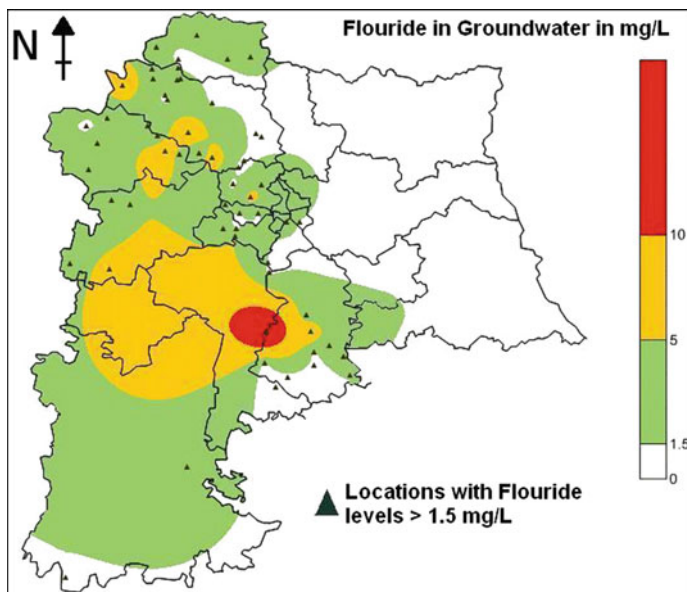 Flouride in Groundwater in mg/L
N
10
5
1.5
0
Locations with Flouride
levels > 1.5 mg/L